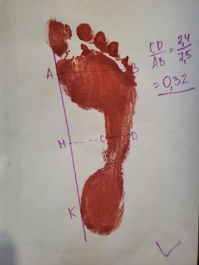 A B
CD/AB = 2,4/7,5
= 0,32
M C D
K